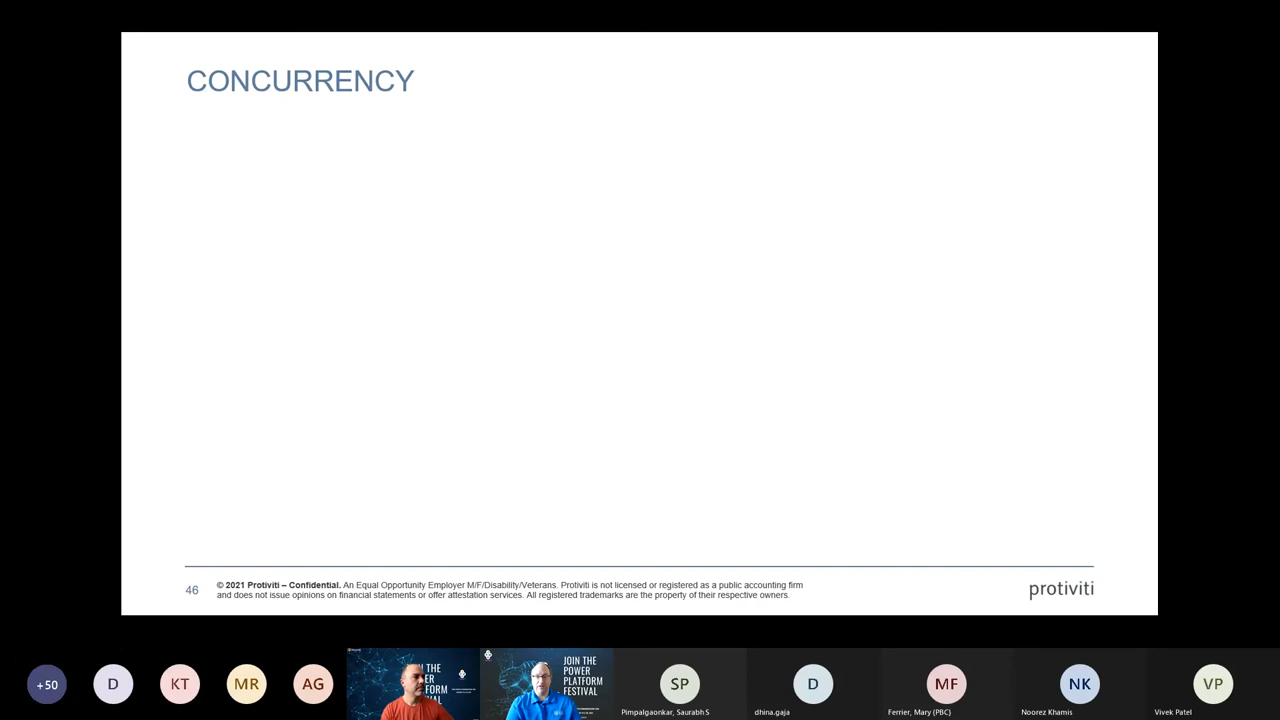 CONCURRENCY
46
© 2021 Protiviti – Confidential. An Equal Opportunity Employer M/F/Disability/Veterans. Protiviti is not licensed or registered as a public accounting firm
and does not issue opinions on financial statements or offer attestation services. All registered trademarks are the property of their respective owners.
protiviti
+50
D
KT
MR
AG
JOIN THE
POWER
PLATFORM
FESTIVAL
SP
D
MF
NK
VP
Pimpalgaonkar, Saurabh S
dhina.gaja
Ferrier, Mary (PBC)
Noorez Khamis
Vivek Patel